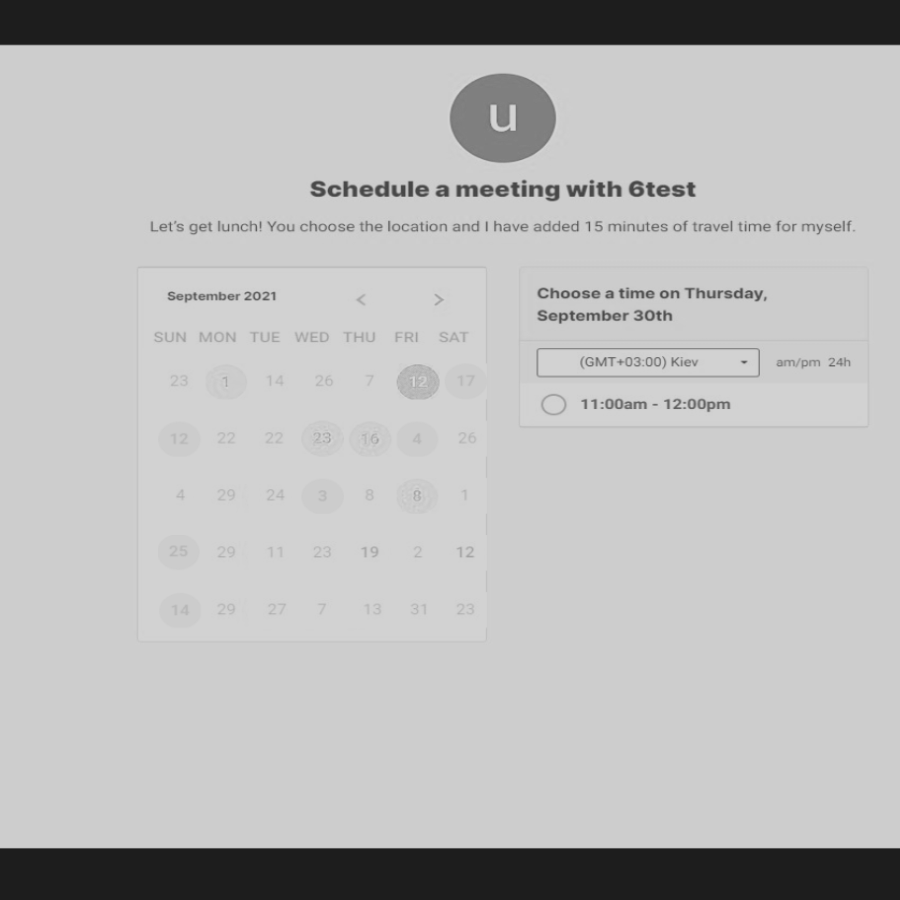 u
Schedule a meeting with 6test
Let's get lunch! You choose the location and I have added 15 minutes of travel time for myself.
September 2021 < >
SUN MON TUE WED THU FRI SAT
23 1 14 26 7 12 17
12 22 22 23 16 4 26
4 29 24 3 8 8 1
25 29 11 23 19 2 12
14 29 27 7 13 31 23
Choose a time on Thursday,
September 30th
(GMT+03:00) Kiev am/pm 24h
11:00am - 12:00pm